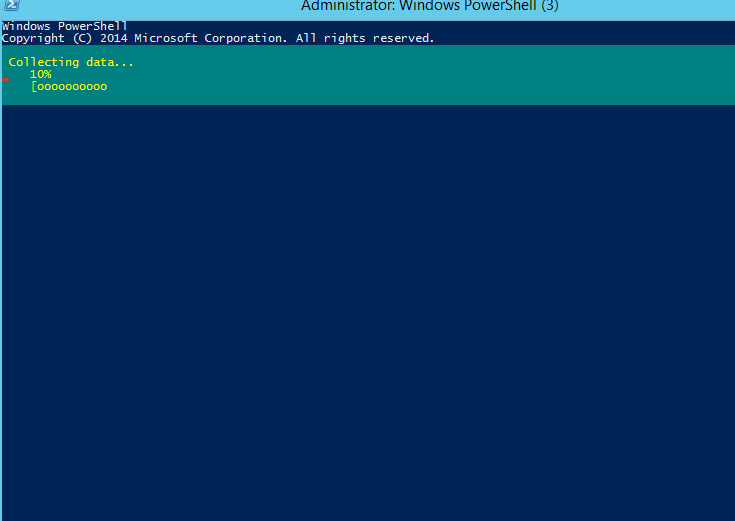 Administrator: Windows PowerShell (3)
Windows PowerShell
Copyright (C) 2014 Microsoft Corporation. All rights reserved.
Collecting data...
10%
[oooooooooo